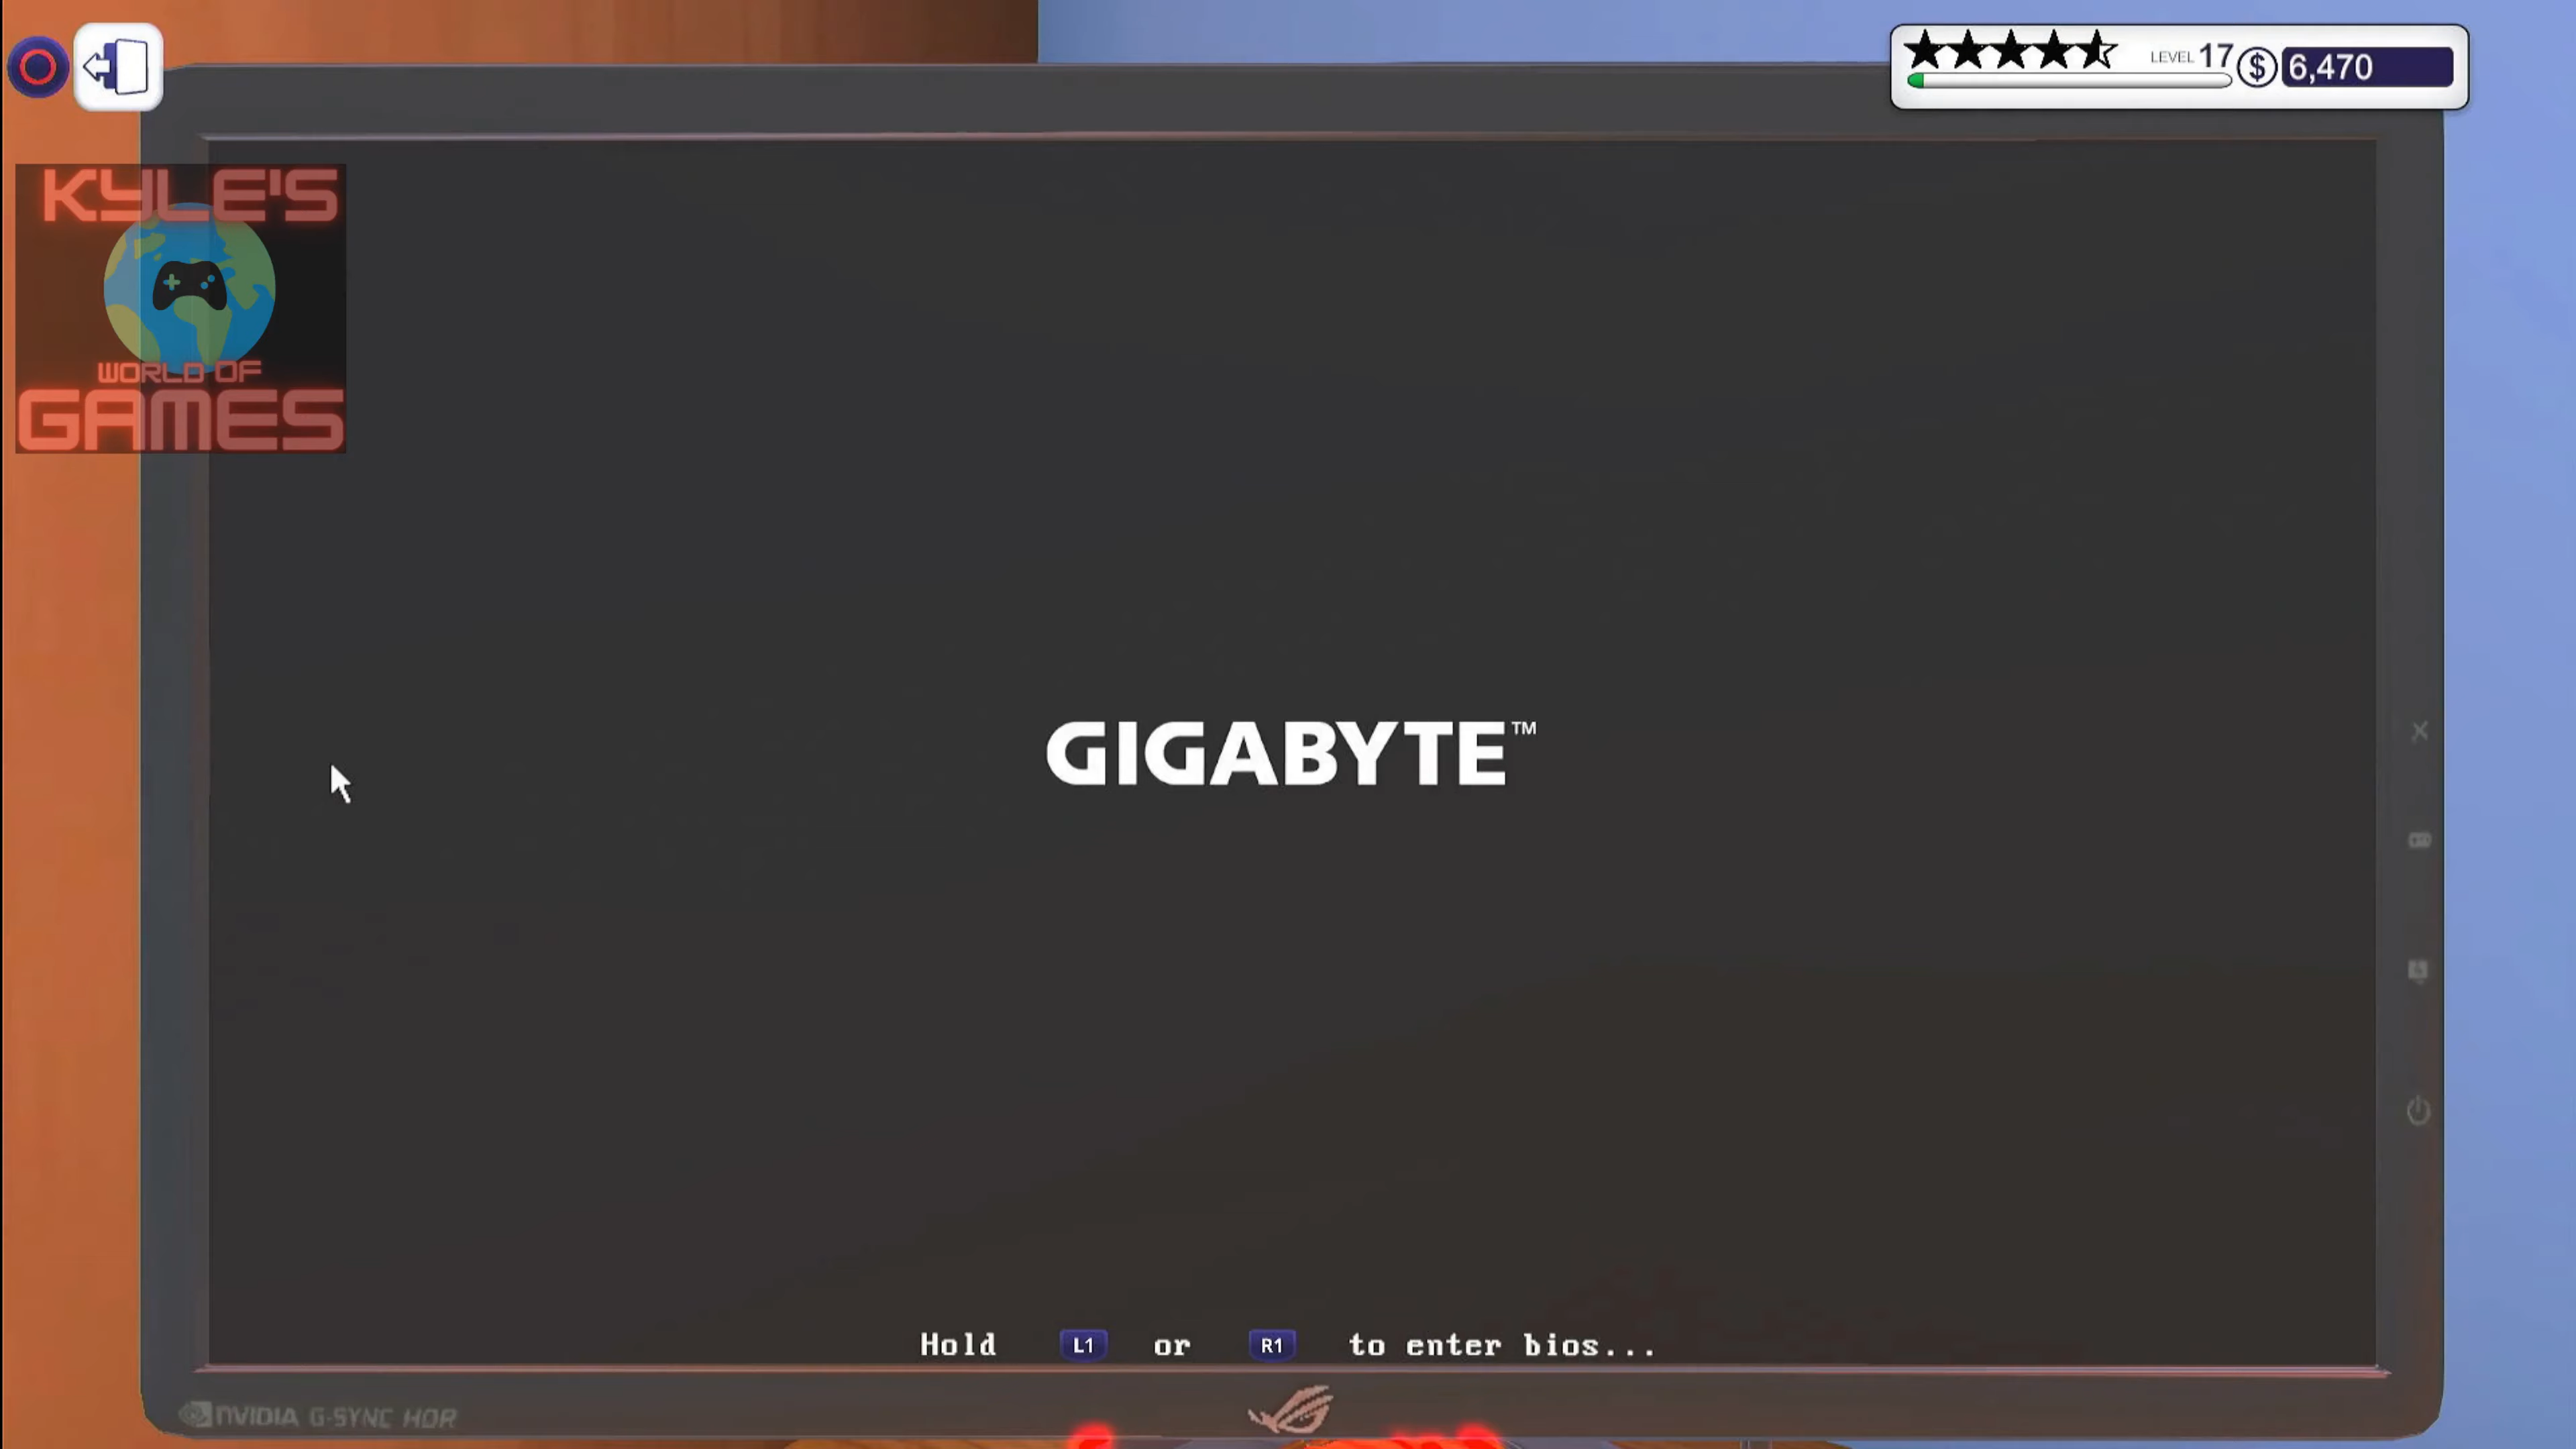 LEVEL 17 $ 6,470
KYLE'S
WORLD OF
GAMES
GIGABYTE™
Hold L1 or R1 to enter bios...
NVIDIA G-SYNC HDR